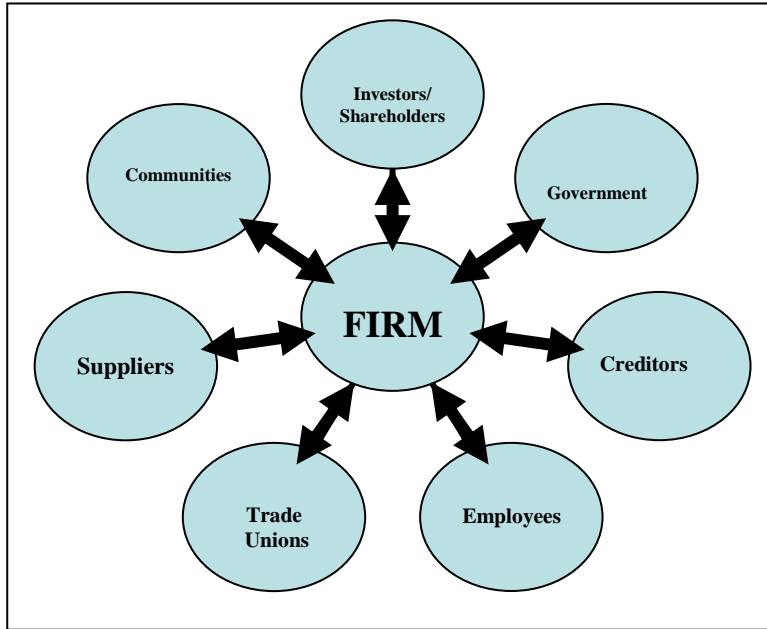 Investors/
Shareholders
Communities
Government
FIRM
Suppliers
Creditors
Trade
Unions
Employees